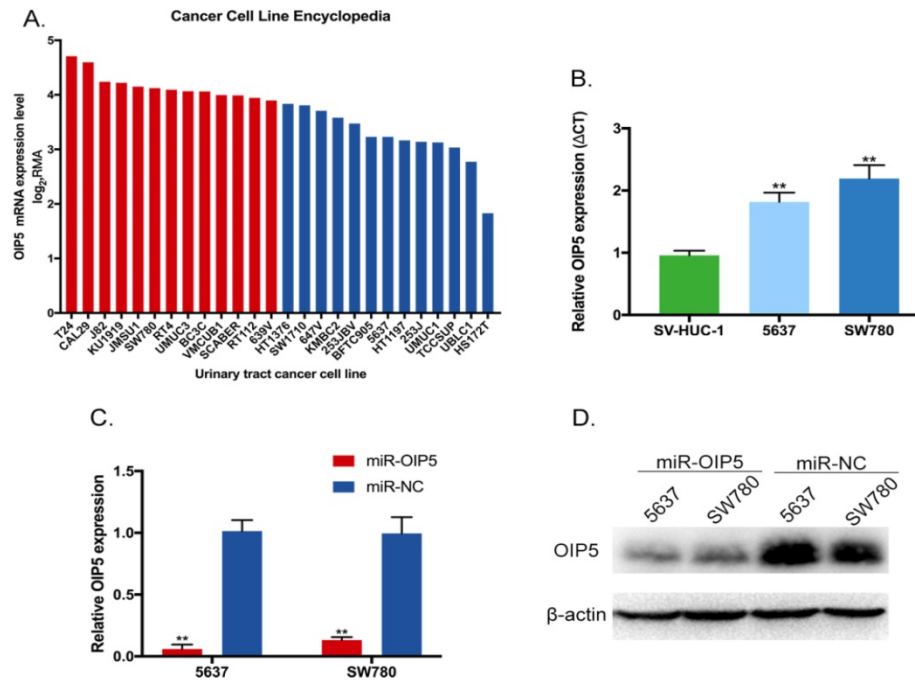 A.
Cancer Cell Line Encyclopedia
OIP5 mRNA expression level
log₂,RMA
5
4
3
2
1
0
T24
CAL29
J82
KU1919
JMSU1
SW780
RT4
UMUC3
BC3C
VMCUB1
SCABER
RT112
639V
HT1376
SW1710
647V
KMBC2
253JBV
BFTC905
5637
HT1197
253J
UMUC1
TCCSUP
UBLC1
HS172T
Urinary tract cancer cell line
B.
Relative OIP5 expression (ΔCT)
3
2
1
0
**
**
SV-HUC-1
5637
SW780
C.
Relative OIP5 expression
1.5
1.0
0.5
0.0
miR-OIP5
miR-NC
**
**
5637
SW780
D.
miR-OIP5
miR-NC
5637
SW780
5637
SW780
OIP5
β-actin